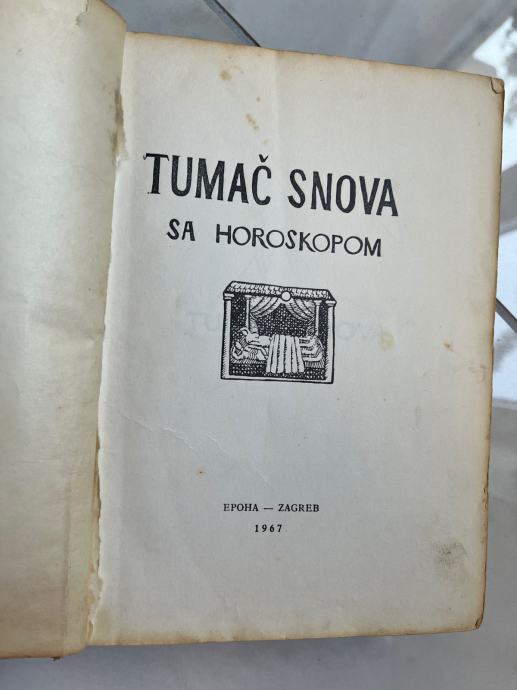 TUMAČ SNOVA
SA HOROSKOPOM
EPOHA — ZAGREB
1967